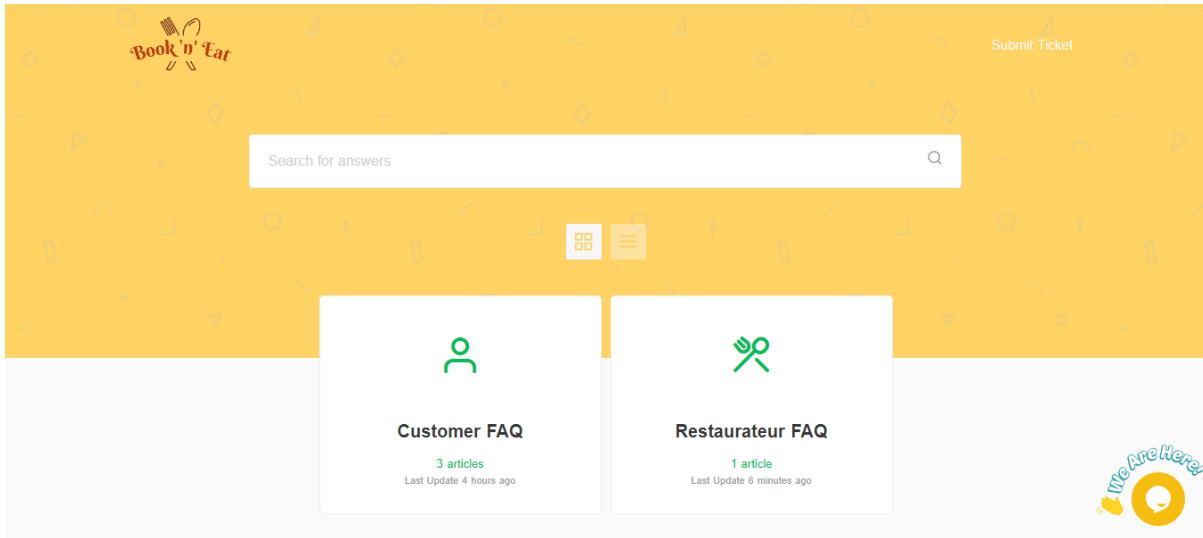 Book 'n' Eat
Submit Ticket
Search for answers
Customer FAQ
3 articles
Last Update 4 hours ago
Restaurateur FAQ
1 article
Last Update 6 minutes ago
We Are Here!